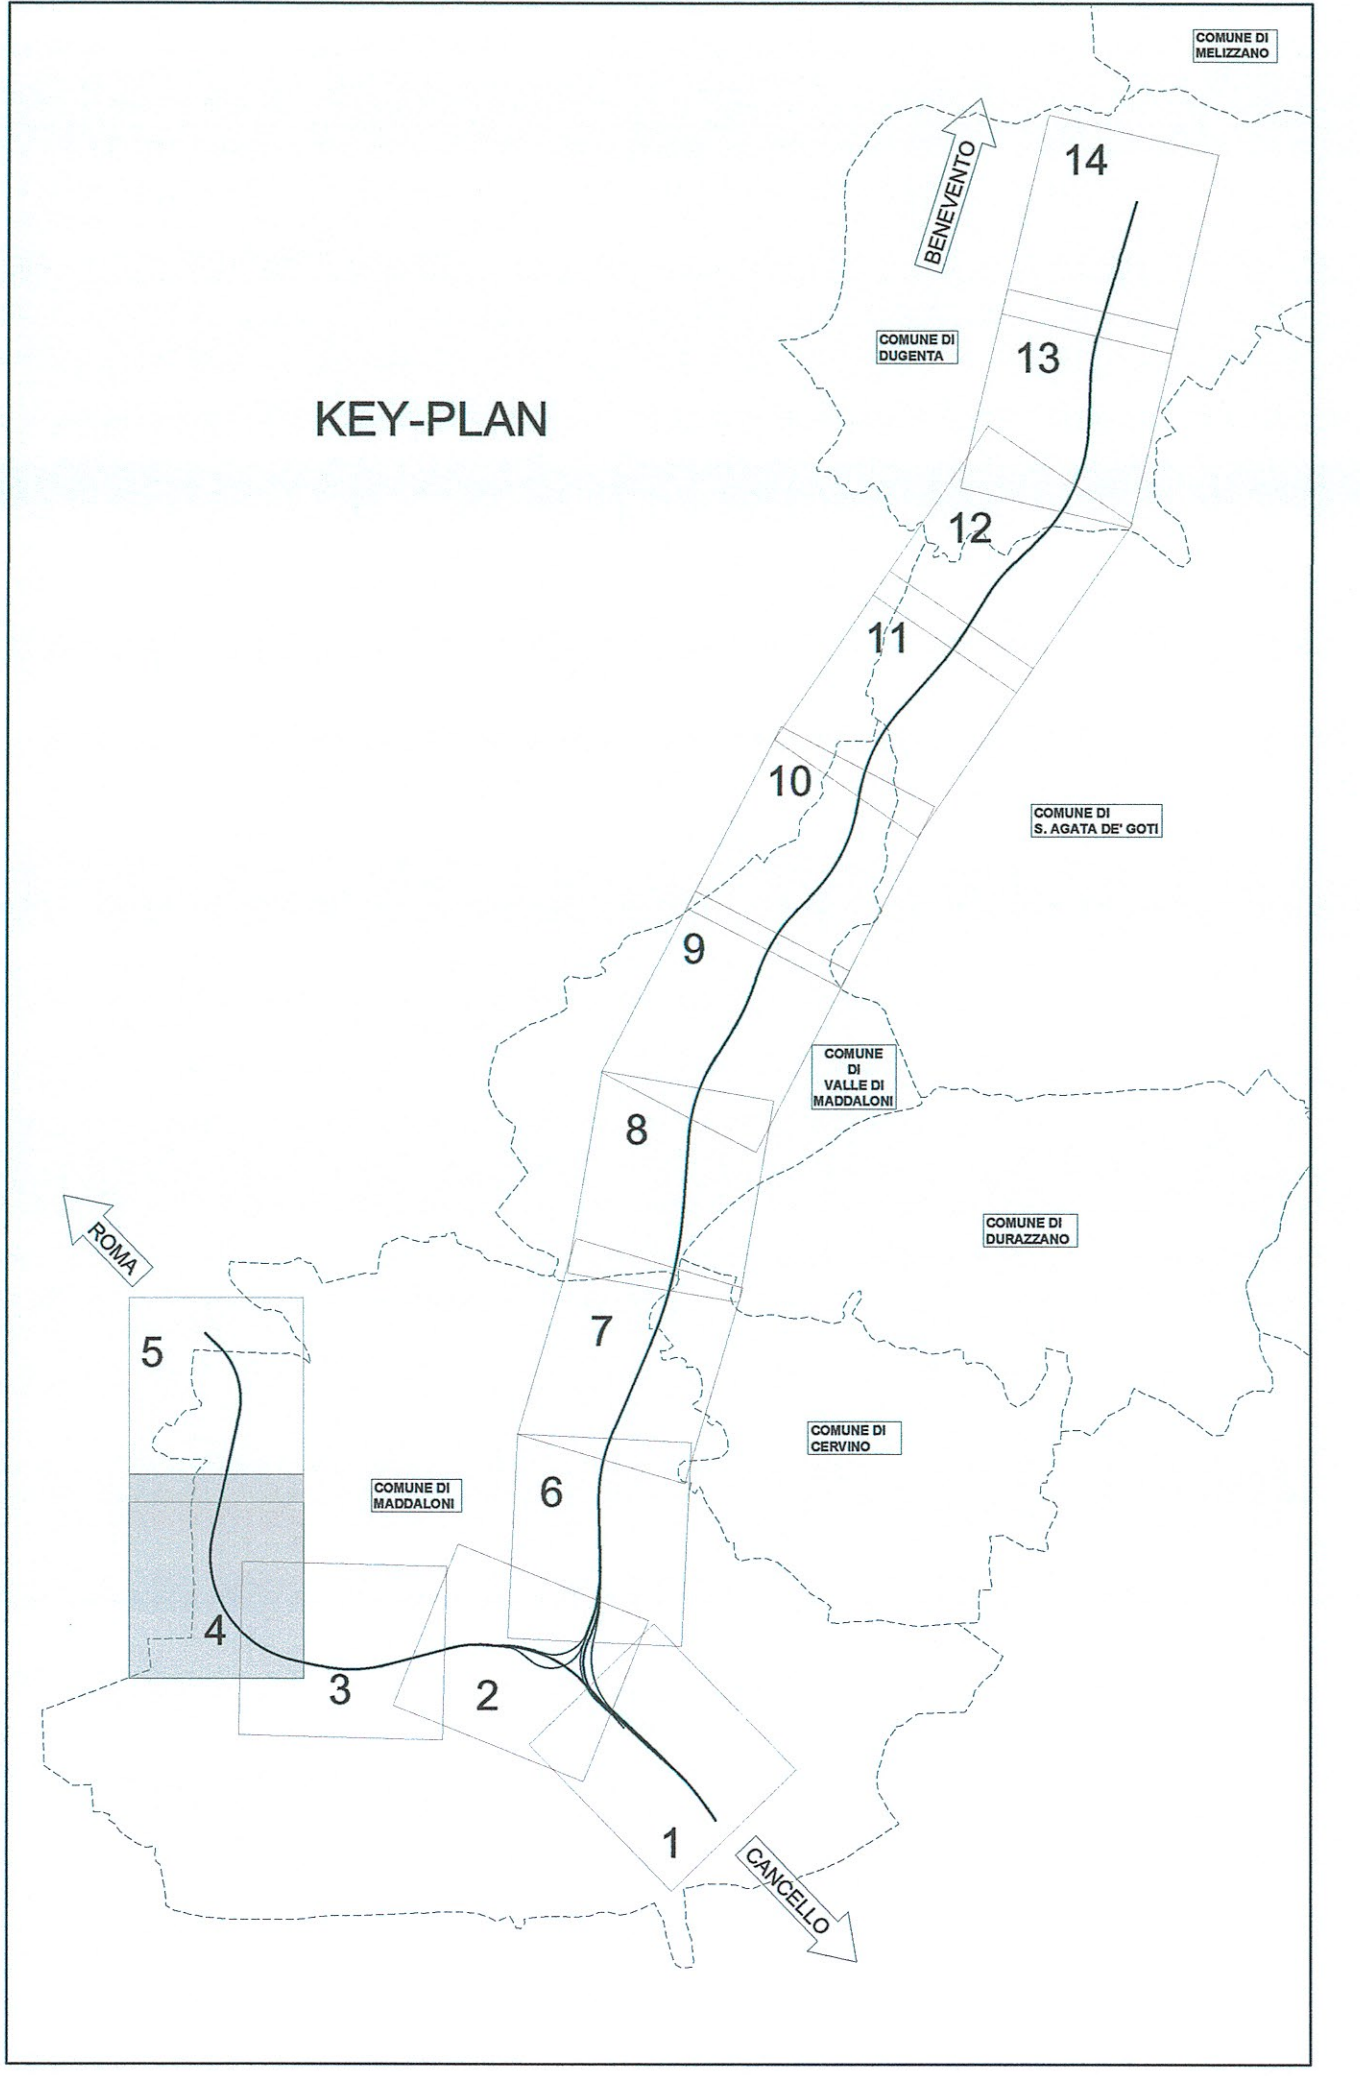 COMUNE DI
MELIZZANO
14
BENEVENTO
COMUNE DI
DUGENTA
13
KEY-PLAN
12
11
10
COMUNE DI
S. AGATA DE' GOTI
9
COMUNE
DI
VALLE DI
MADDALONI
8
ROMA
COMUNE DI
DURAZZANO
7
5
COMUNE DI
CERVINO
COMUNE DI
MADDALONI
6
4
3
2
1
CANCELLO